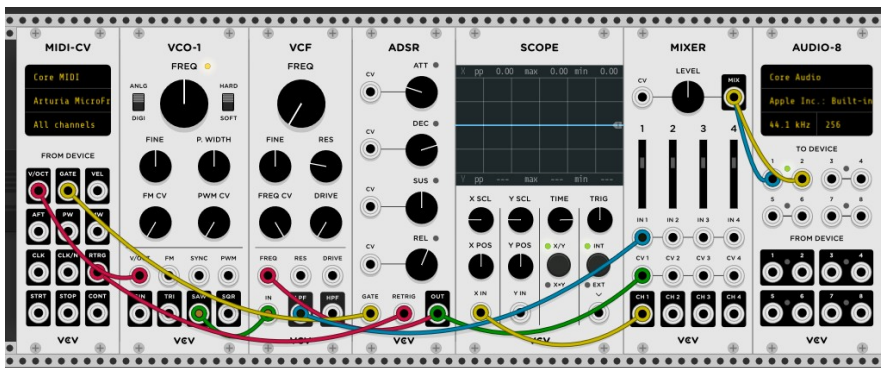 MIDI-CV
Core MIDI
Arturia MicroFr
All channels
FROM DEVICE
V/OCT GATE VEL
AFT PW MW
CLK CLK/N RTRG
STRT STOP CONT
VCV
VCO-1
FREQ
ANLG HARD
DIGI SOFT
FINE P. WIDTH
FM CV PWM CV
V/OCT FM SYNC PWM
SIN TRI SAW SQR
VCV
VCF
FREQ
FINE RES
FREQ CV DRIVE
FREQ RES DRIVE
IN LPF HPF
VCV
ADSR
ATT
CV
DEC
CV
SUS
CV
REL
CV
GATE RETRIG OUT
VCV
SCOPE
X pp 0.00 max 0.00 min 0.00
Y pp --- max --- min ---
X SCL Y SCL TIME TRIG
X POS Y POS X/Y INT
X×Y EXT
X IN Y IN
VCV
MIXER
LEVEL
CV MIX
1 2 3 4
IN 1 IN 2 IN 3 IN 4
CV 1 CV 2 CV 3 CV 4
CH 1 CH 2 CH 3 CH 4
VCV
AUDIO-8
Core Audio
Apple Inc.: Built-in
44.1 kHz 256
TO DEVICE
1 2 3 4
5 6 7 8
FROM DEVICE
1 2 3 4
5 6 7 8
VCV